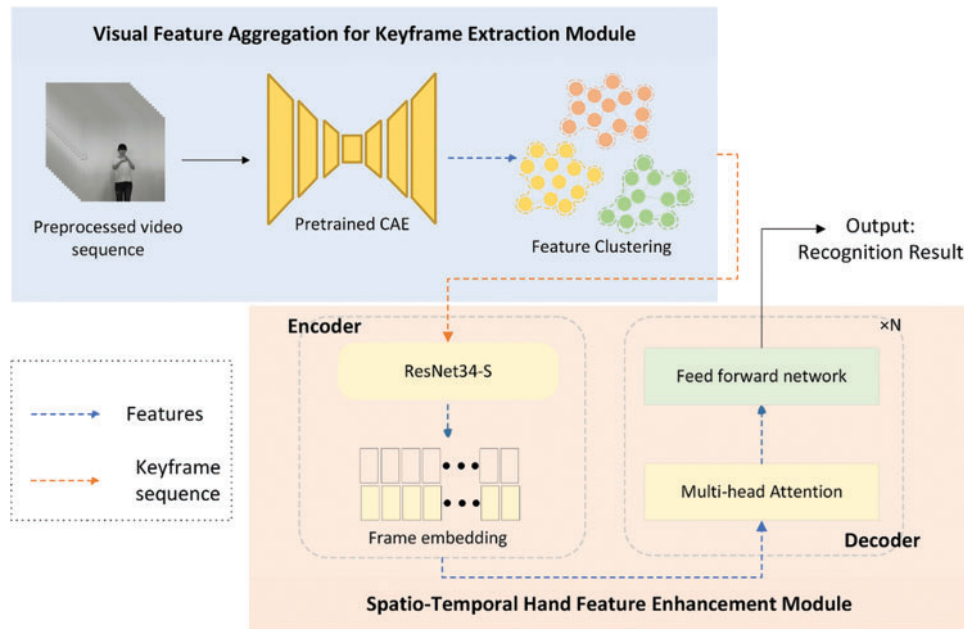 Visual Feature Aggregation for Keyframe Extraction Module
Preprocessed video
sequence
Pretrained CAE
Feature Clustering
Output:
Recognition Result
Encoder
×N
ResNet34-S
Feed forward network
Features
Keyframe
sequence
Multi-head Attention
Frame embedding
Decoder
Spatio-Temporal Hand Feature Enhancement Module